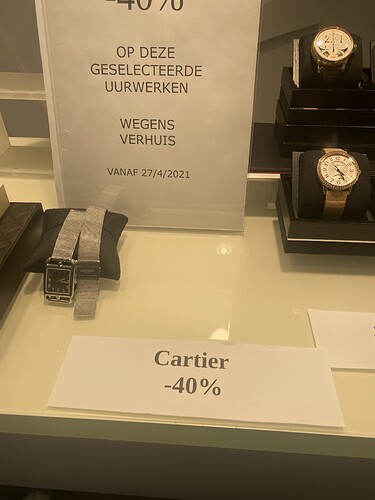 -40%
OP DEZE
GESELECTEERDE
UURWERKEN
WEGENS
VERHUIS
VANAF 27/4/2021
Cartier
-40%